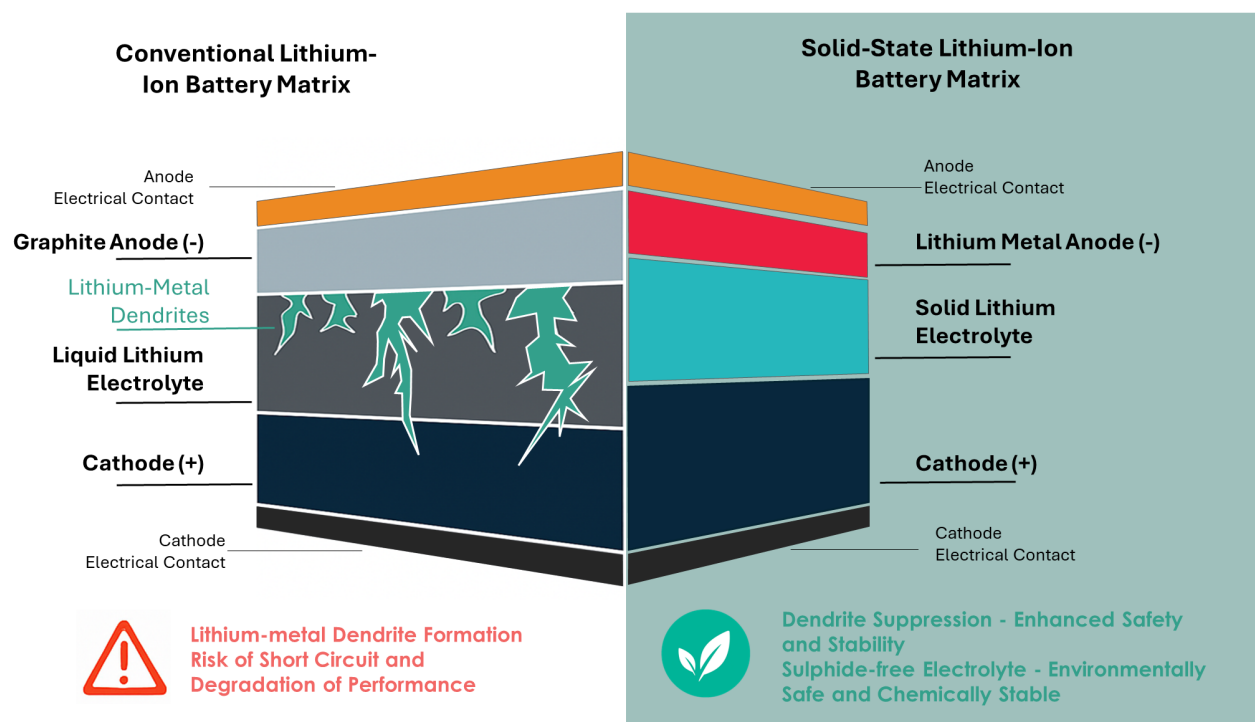 Conventional Lithium-
Ion Battery Matrix
Anode
Electrical Contact
Graphite Anode (-)
Lithium-Metal
Dendrites
Liquid Lithium
Electrolyte
Cathode (+)
Cathode
Electrical Contact
Lithium-metal Dendrite Formation
Risk of Short Circuit and
Degradation of Performance
Solid-State Lithium-Ion
Battery Matrix
Anode
Electrical Contact
Lithium Metal Anode (-)
Solid Lithium
Electrolyte
Cathode (+)
Cathode
Electrical Contact
Dendrite Suppression - Enhanced Safety
and Stability
Sulphide-free Electrolyte - Environmentally
Safe and Chemically Stable